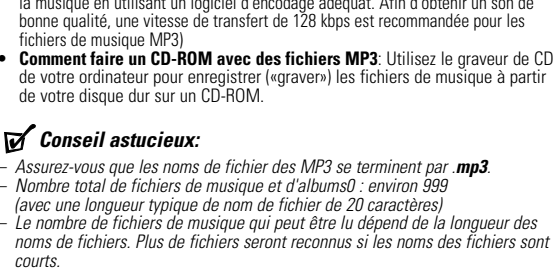 la musique en utilisant un logiciel d'encodage adéquat. Afin d'obtenir un son de
bonne qualité, une vitesse de transfert de 128 kbps est recommandée pour les
fichiers de musique MP3)
• Comment faire un CD-ROM avec des fichiers MP3: Utilisez le graveur de CD
de votre ordinateur pour enregistrer («graver») les fichiers de musique à partir
de votre disque dur sur un CD-ROM.
Conseil astucieux:
– Assurez-vous que les noms de fichier des MP3 se terminent par .mp3.
– Nombre total de fichiers de musique et d'albums0 : environ 999
(avec une longueur typique de nom de fichier de 20 caractères)
– Le nombre de fichiers de musique qui peut être lu dépend de la longueur des
noms de fichiers. Plus de fichiers seront reconnus si les noms des fichiers sont
courts.